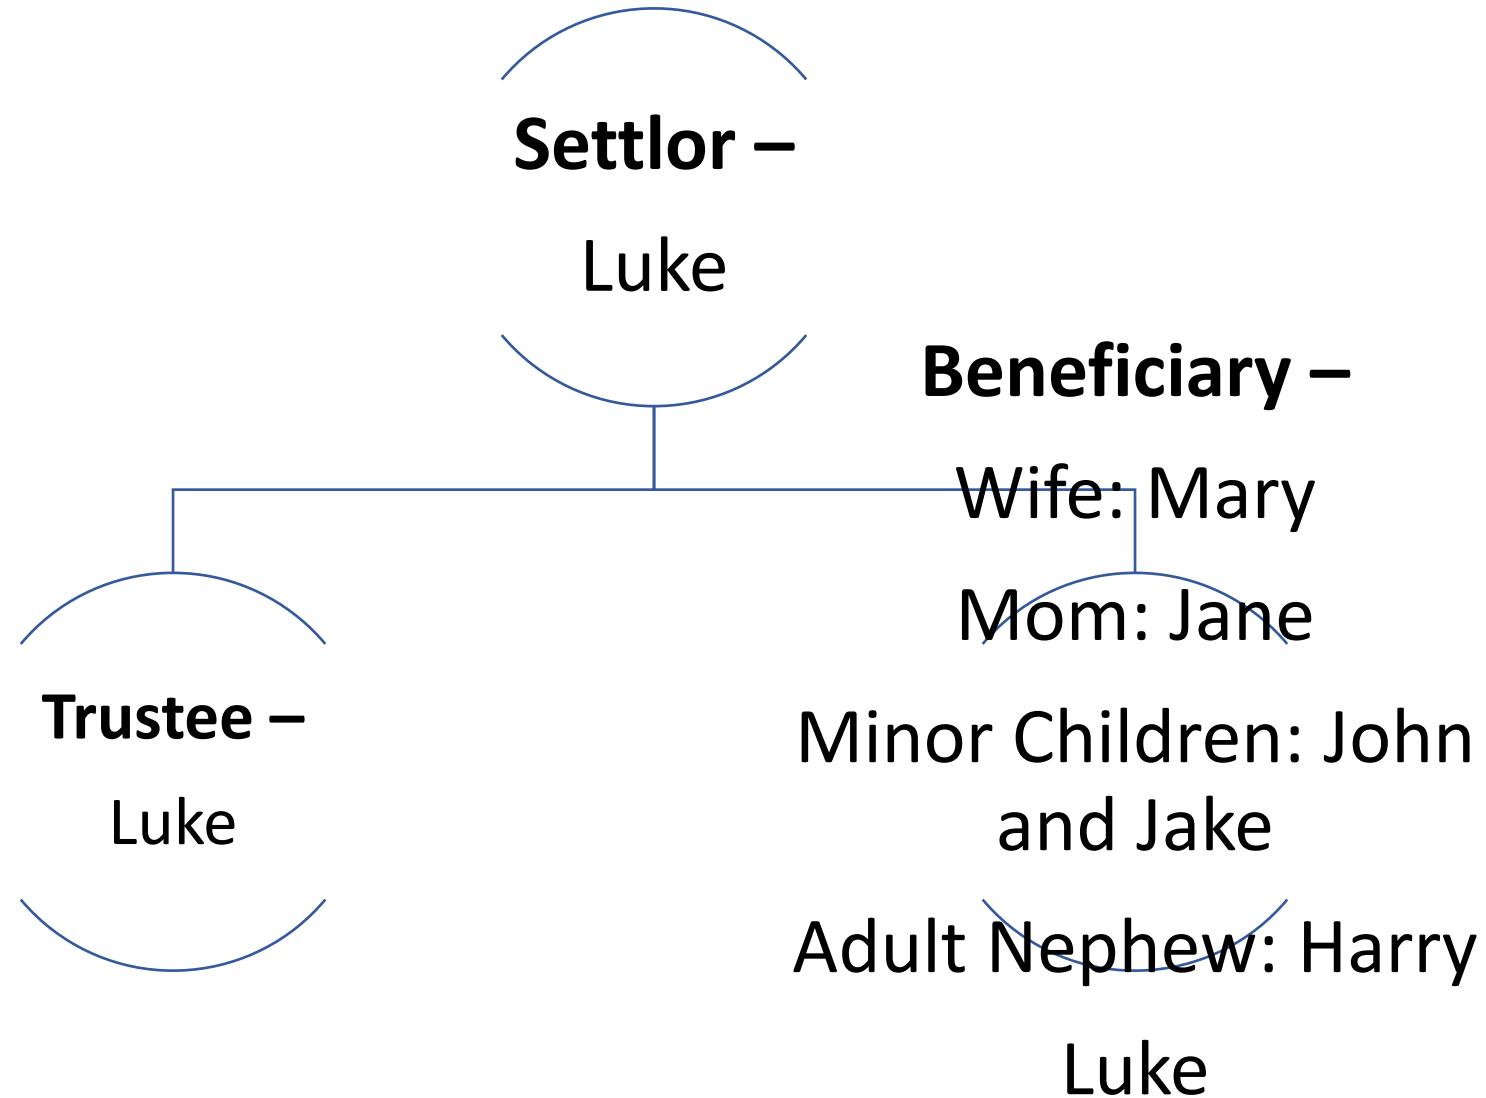 Settlor –
Luke
Beneficiary –
Wife: Mary
Mom: Jane
Minor Children: John
and Jake
Adult Nephew: Harry
Luke
Trustee –
Luke